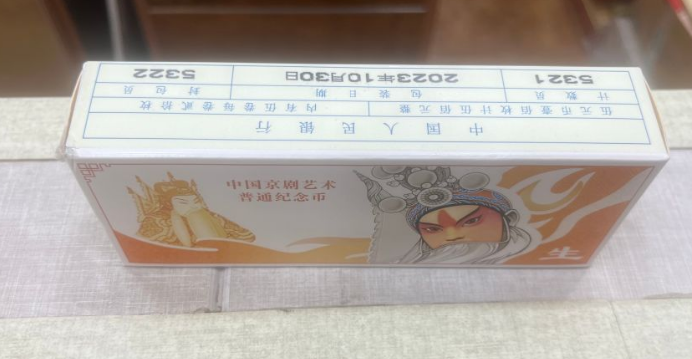 中国人民银行
伍元币壹佰枚计伍佰元整 内有伍卷每卷贰拾枚
计数员 包装日期 封包员
5321 2023年10月30日 5322
中国京剧艺术
普通纪念币
生